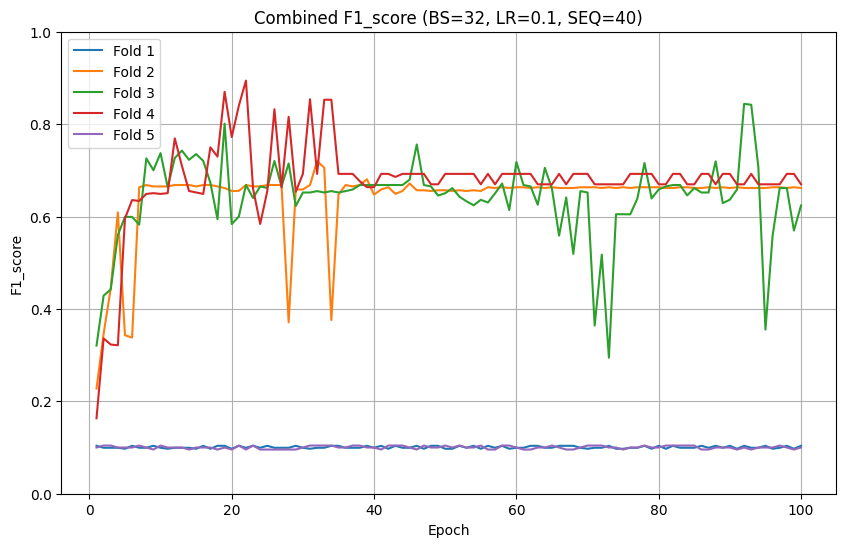 Combined F1_score (BS=32, LR=0.1, SEQ=40)
Fold 1
Fold 2
Fold 3
Fold 4
Fold 5
1.0
0.8
0.6
0.4
0.2
0.0
F1_score
0 20 40 60 80 100
Epoch